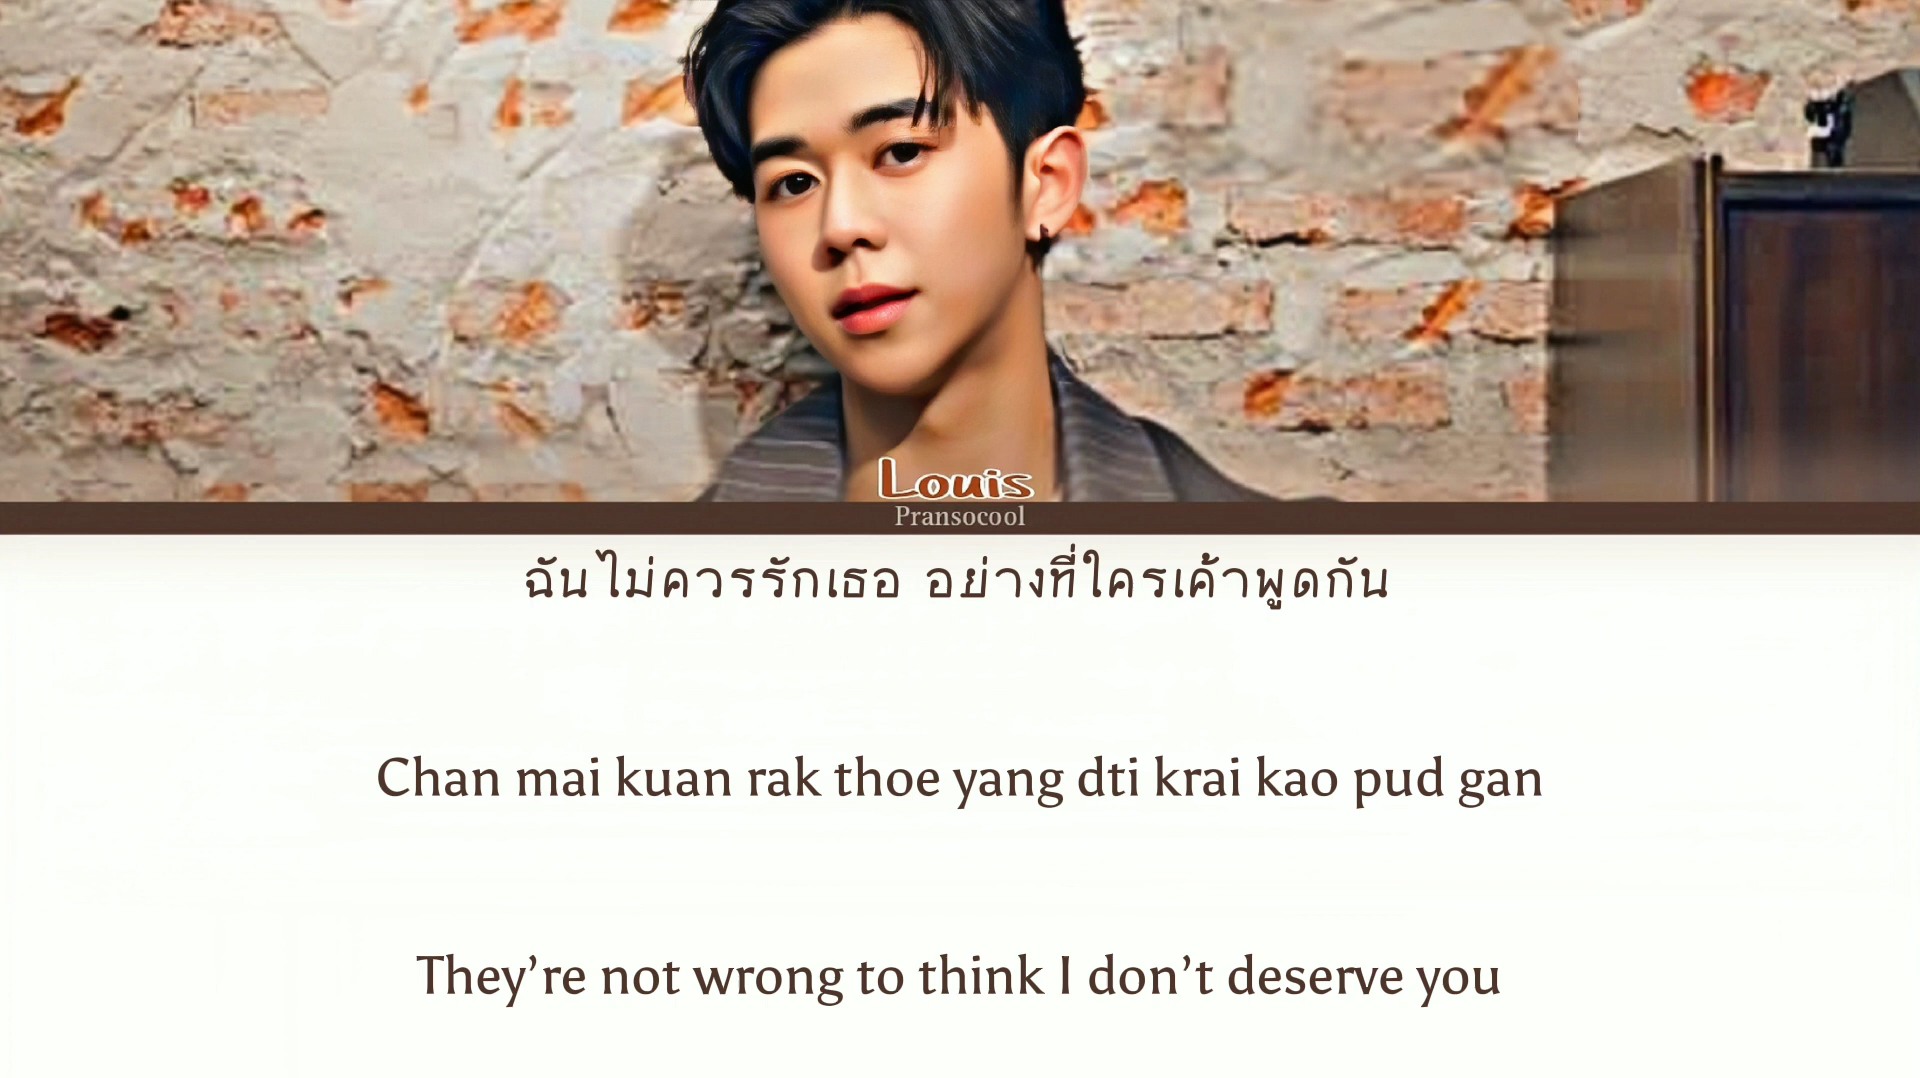 Louis
Pransocool
ฉันไม่ควรรักเธอ อย่างที่ใครเค้าพูดกัน
Chan mai kuan rak thoe yang dti krai kao pud gan
They’re not wrong to think I don’t deserve you